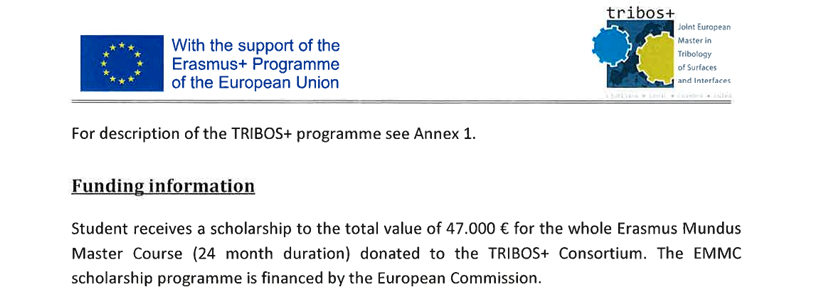 With the support of the
Erasmus+ Programme
of the European Union
tribos+
Joint European
Master in
Tribology
of Surfaces
and Interfaces
For description of the TRIBOS+ programme see Annex 1.
Funding information
Student receives a scholarship to the total value of 47.000 € for the whole Erasmus Mundus
Master Course (24 month duration) donated to the TRIBOS+ Consortium. The EMMC
scholarship programme is financed by the European Commission.